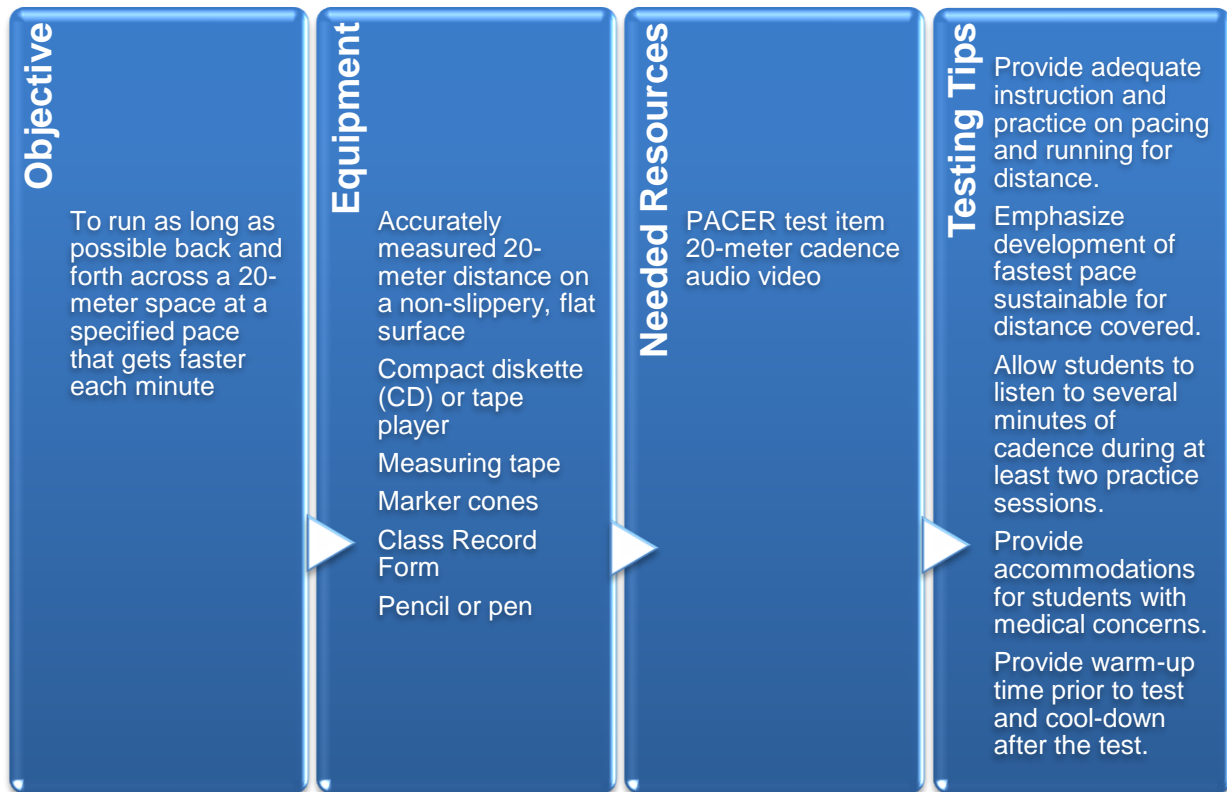 Objective
To run as long as
possible back and
forth across a 20-
meter space at a
specified pace
that gets faster
each minute
Equipment
Accurately
measured 20-
meter distance on
a non-slippery, flat
surface
Compact diskette
(CD) or tape
player
Measuring tape
Marker cones
Class Record
Form
Pencil or pen
Needed Resources
PACER test item
20-meter cadence
audio video
Testing Tips
Provide adequate
instruction and
practice on pacing
and running for
distance.
Emphasize
development of
fastest pace
sustainable for
distance covered.
Allow students to
listen to several
minutes of
cadence during at
least two practice
sessions.
Provide
accommodations
for students with
medical concerns.
Provide warm-up
time prior to test
and cool-down
after the test.